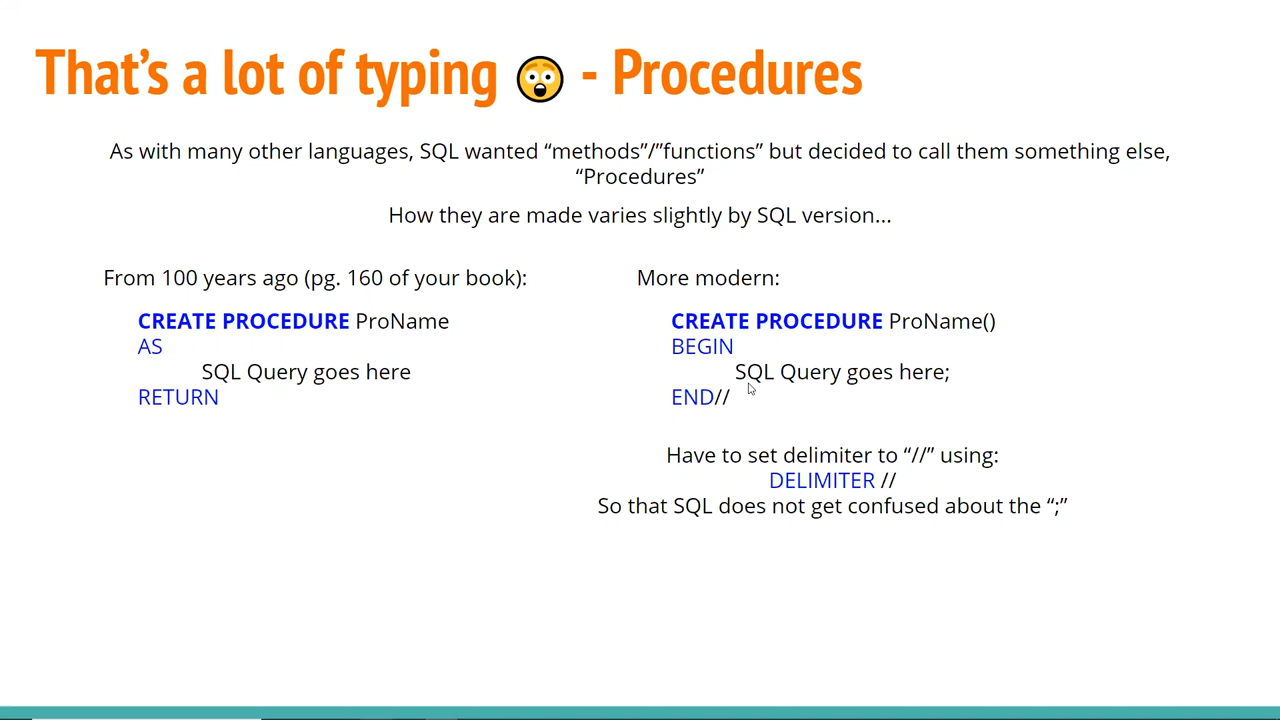 That's a lot of typing 😲 - Procedures
As with many other languages, SQL wanted “methods”/”functions” but decided to call them something else,
“Procedures”
How they are made varies slightly by SQL version...
From 100 years ago (pg. 160 of your book):
CREATE PROCEDURE ProName
AS
SQL Query goes here
RETURN
More modern:
CREATE PROCEDURE ProName()
BEGIN
SQL Query goes here;
END//
Have to set delimiter to “//” using:
DELIMITER //
So that SQL does not get confused about the “;”